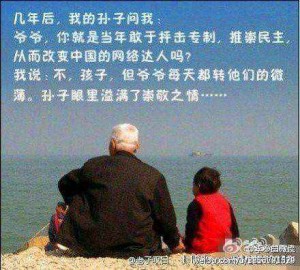 几年后，我的孙子问我：
爷爷，你就是当年敢于抨击专制，推崇民主，
从而改变中国的网络达人吗？
我说：不，孩子，但爷爷每天都转他们的微
薄。孙子眼里溢满了崇敬之情……